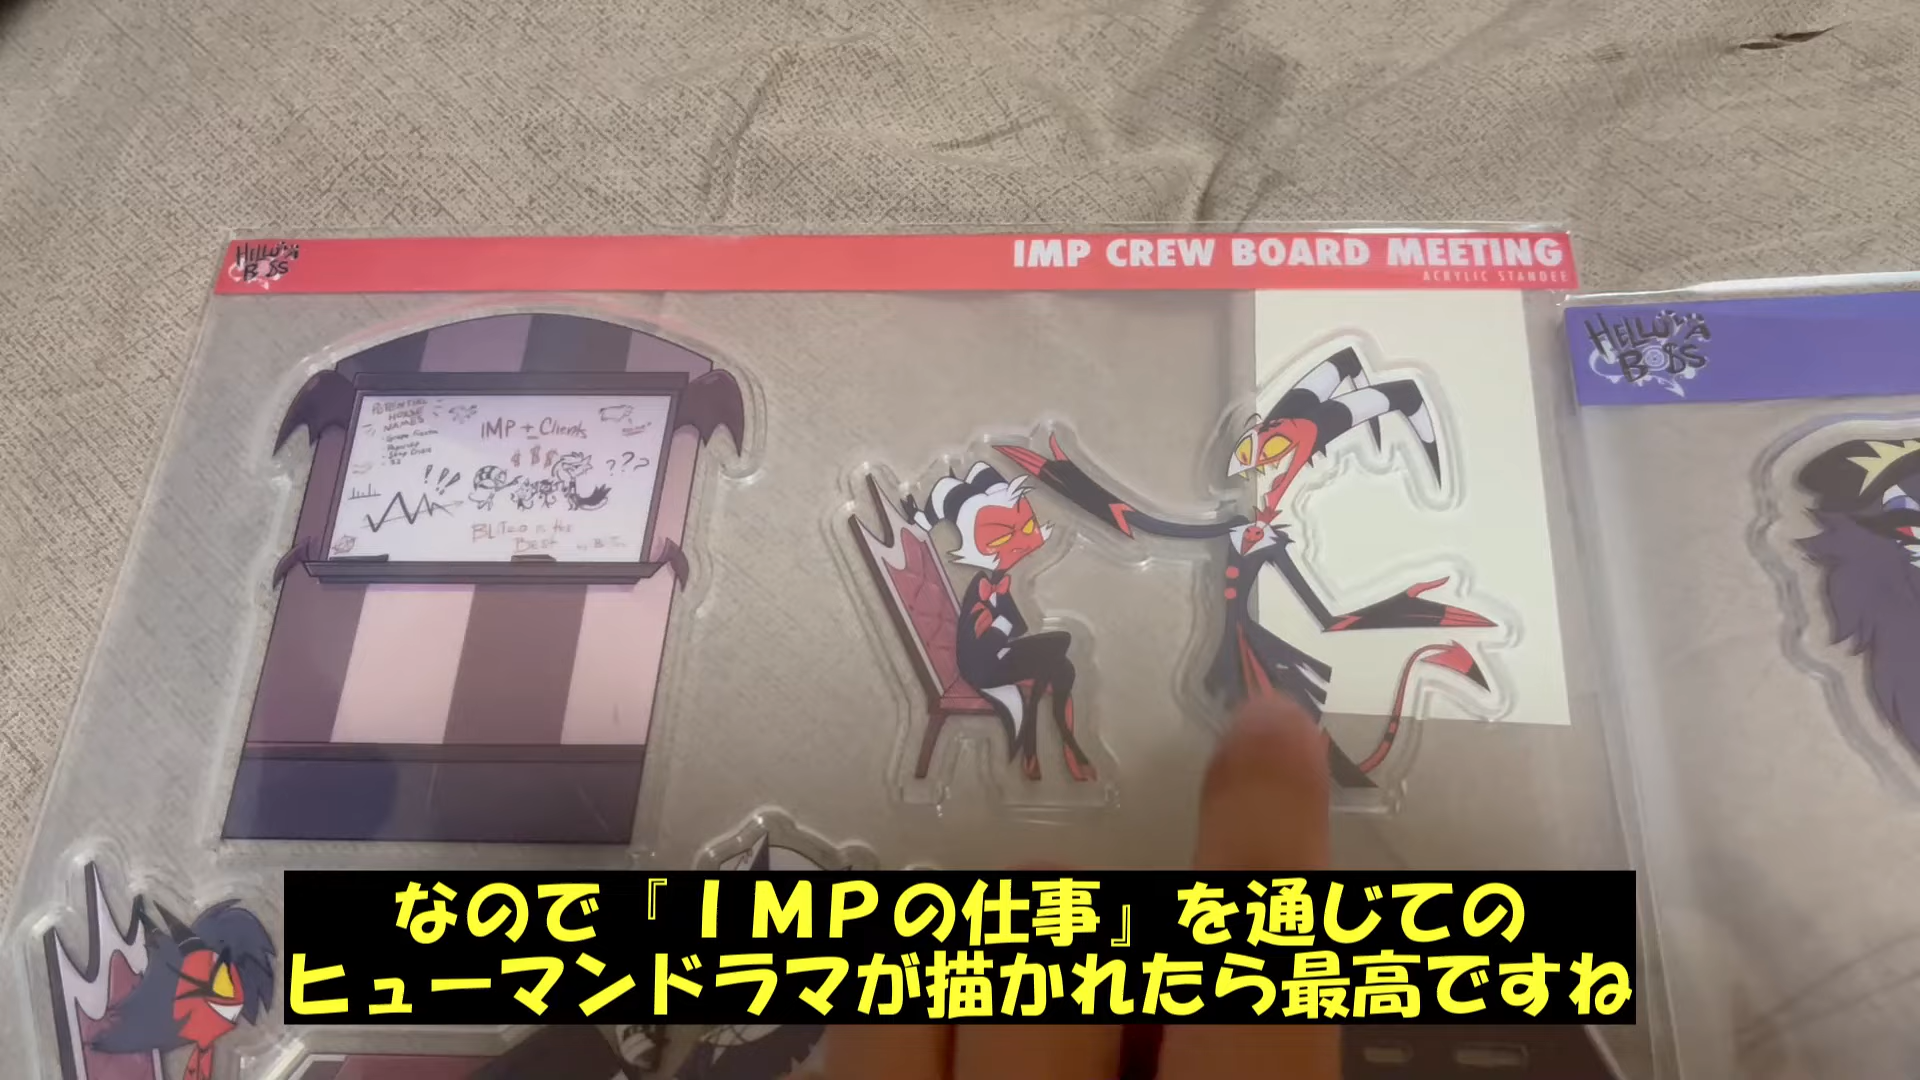 HELLUVA
BOSS
IMP CREW BOARD MEETING
ACRYLIC STANDEE
HELLUVA
BOSS
POTENTIAL
HORSE
NAMES
IMP + Clients
$ $ $
???
!!!
BLITZO is the
BEST
なので『ＩＭＰの仕事』を通じての
ヒューマンドラマが描かれたら最高ですね